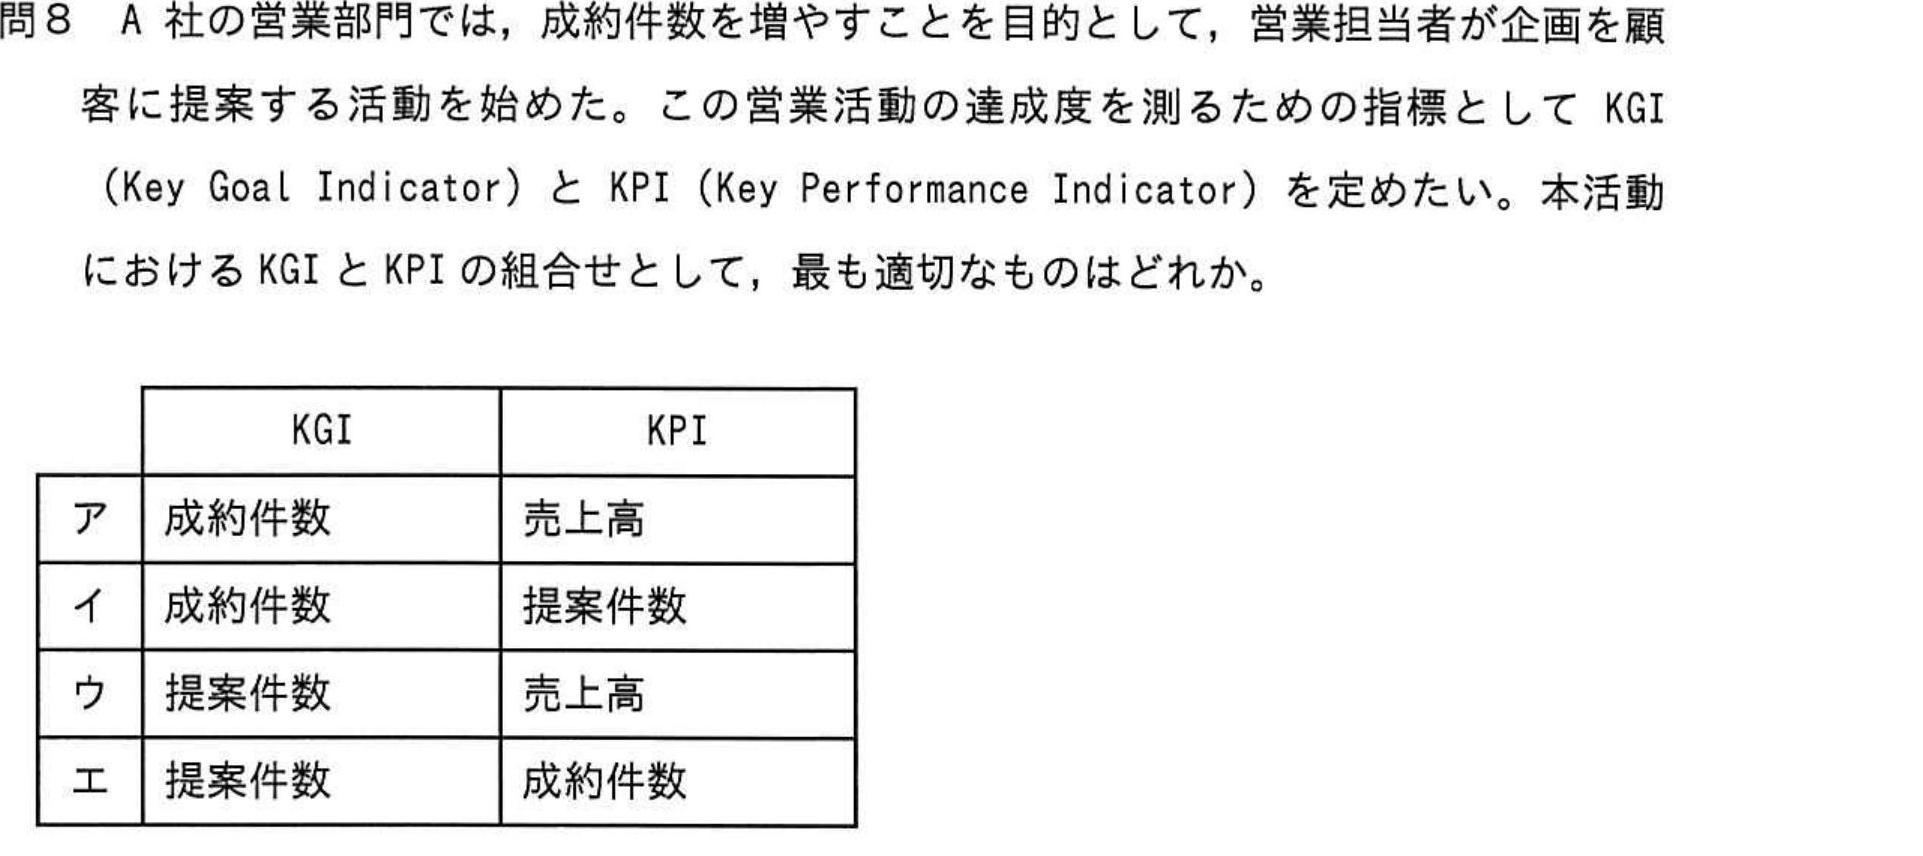 問８　A 社の営業部門では，成約件数を増やすことを目的として，営業担当者が企画を顧
客に提案する活動を始めた。この営業活動の達成度を測るための指標として KGI
（Key Goal Indicator）と KPI（Key Performance Indicator）を定めたい。本活動
における KGI と KPI の組合せとして，最も適切なものはどれか。
KGI KPI
ア 成約件数 売上高
イ 成約件数 提案件数
ウ 提案件数 売上高
エ 提案件数 成約件数